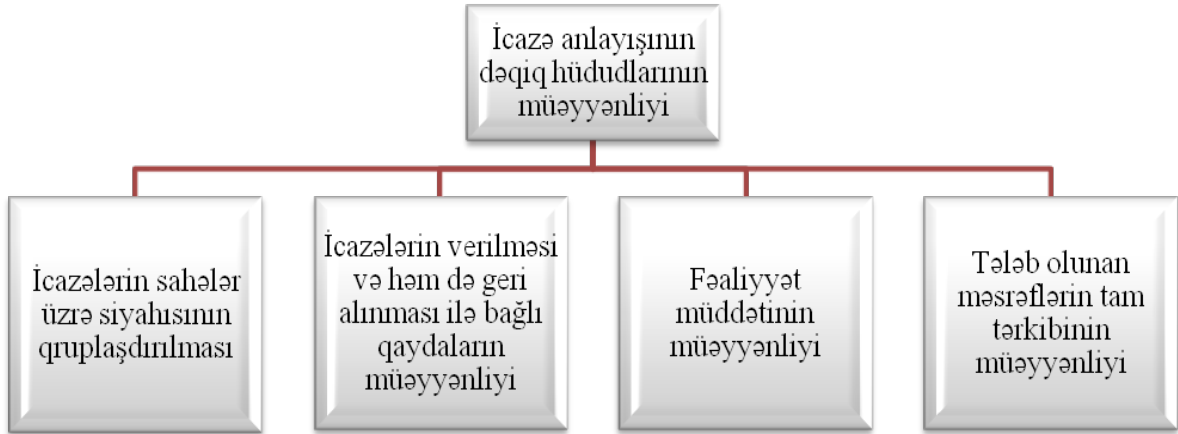 İcazə anlayışının
dəqiq hüdudlarının
müəyyənliyi
İcazələrin sahələr
üzrə siyahısının
qruplaşdırılması
İcazələrin verilməsi
və həm də geri
alınması ilə bağlı
qaydaların
müəyyənliyi
Fəaliyyət
müddətinin
müəyyənliyi
Tələb olunan
məsrəflərin tam
tərkibinin
müəyyənliyi